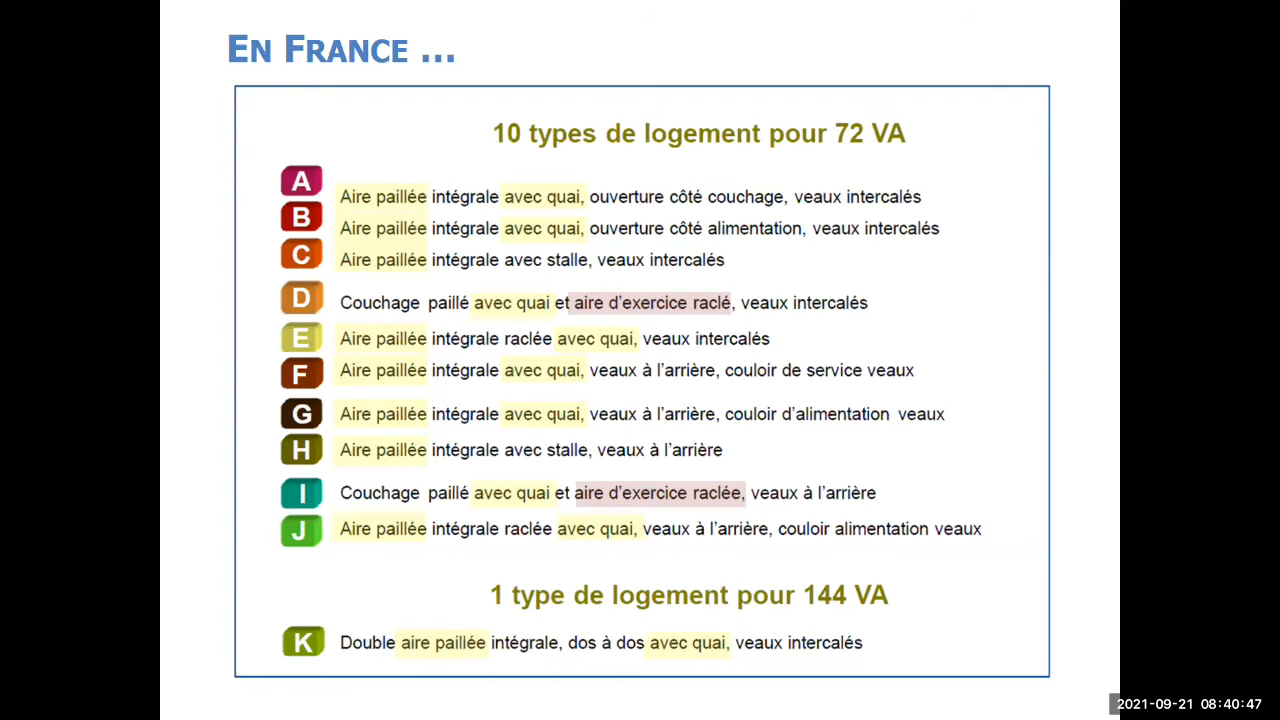 EN FRANCE ...
10 types de logement pour 72 VA
A Aire paillée intégrale avec quai, ouverture côté couchage, veaux intercalés
B Aire paillée intégrale avec quai, ouverture côté alimentation, veaux intercalés
C Aire paillée intégrale avec stalle, veaux intercalés
D Couchage paillé avec quai et aire d'exercice raclé, veaux intercalés
E Aire paillée intégrale raclée avec quai, veaux intercalés
F Aire paillée intégrale avec quai, veaux à l'arrière, couloir de service veaux
G Aire paillée intégrale avec quai, veaux à l'arrière, couloir d'alimentation veaux
H Aire paillée intégrale avec stalle, veaux à l'arrière
I Couchage paillé avec quai et aire d'exercice raclée, veaux à l'arrière
J Aire paillée intégrale raclée avec quai, veaux à l'arrière, couloir alimentation veaux
1 type de logement pour 144 VA
K Double aire paillée intégrale, dos à dos avec quai, veaux intercalés
2021-09-21 08:40:47